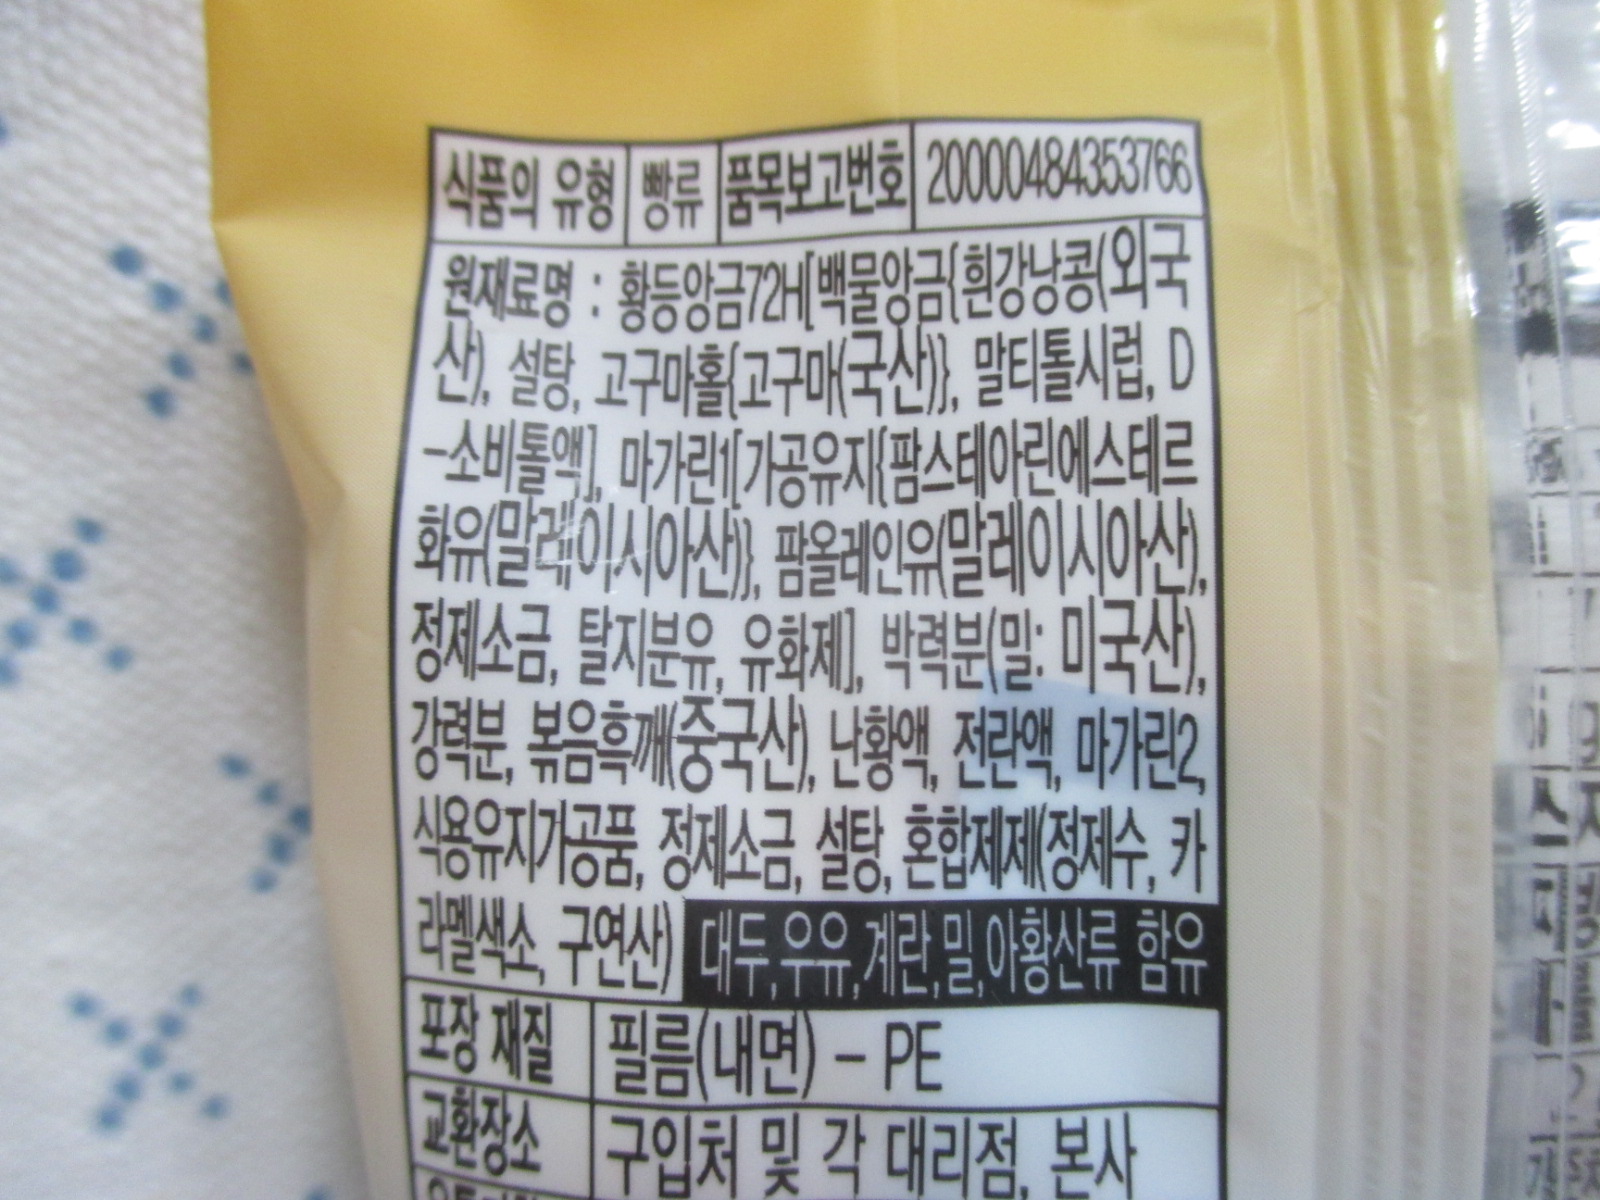 식품의 유형 빵류 품목보고번호 20000484353766
원재료명 : 황등앙금72H[백물앙금{흰강낭콩(외국
산), 설탕, 고구마홀{고구마(국산)}, 말티톨시럽, D
-소비톨액], 마가린1[가공유지{팜스테아린에스테르
화유(말레이시아산)}, 팜올레인유(말레이시아산),
정제소금, 탈지분유, 유화제], 박력분(밀: 미국산),
강력분, 볶음흑깨(중국산), 난황액, 전란액, 마가린2,
식용유지가공품, 정제소금, 설탕, 혼합제제(정제수, 카
라멜색소, 구연산) 대두,우유,계란,밀,아황산류 함유
포장 재질 필름(내면) - PE
교환장소 구입처 및 각 대리점, 본사